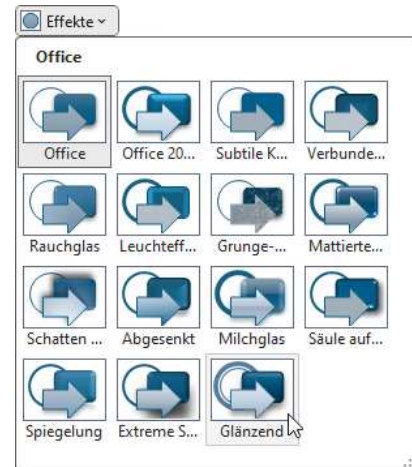 Effekte
Office
Office Office 20... Subtile K... Verbunde...
Rauchglas Leuchteff... Grunge-... Mattierte...
Schatten ... Abgesenkt Milchglas Säule auf...
Spiegelung Extreme S... Glänzend